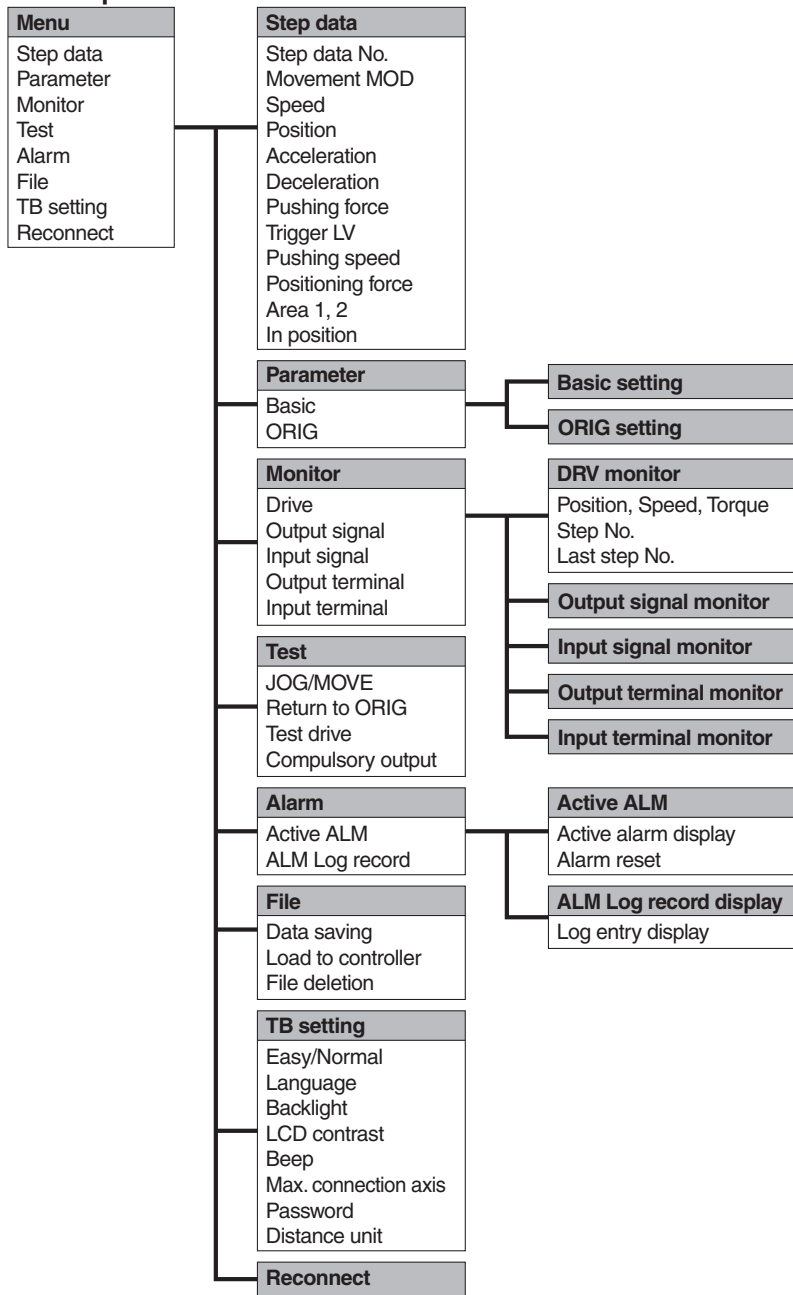 Menu
Step data
Parameter
Monitor
Test
Alarm
File
TB setting
Reconnect
Step data
Step data No.
Movement MOD
Speed
Position
Acceleration
Deceleration
Pushing force
Trigger LV
Pushing speed
Positioning force
Area 1, 2
In position
Parameter
Basic
ORIG
Basic setting
ORIG setting
Monitor
Drive
Output signal
Input signal
Output terminal
Input terminal
DRV monitor
Position, Speed, Torque
Step No.
Last step No.
Output signal monitor
Input signal monitor
Output terminal monitor
Input terminal monitor
Test
JOG/MOVE
Return to ORIG
Test drive
Compulsory output
Alarm
Active ALM
ALM Log record
Active ALM
Active alarm display
Alarm reset
ALM Log record display
Log entry display
File
Data saving
Load to controller
File deletion
TB setting
Easy/Normal
Language
Backlight
LCD contrast
Beep
Max. connection axis
Password
Distance unit
Reconnect